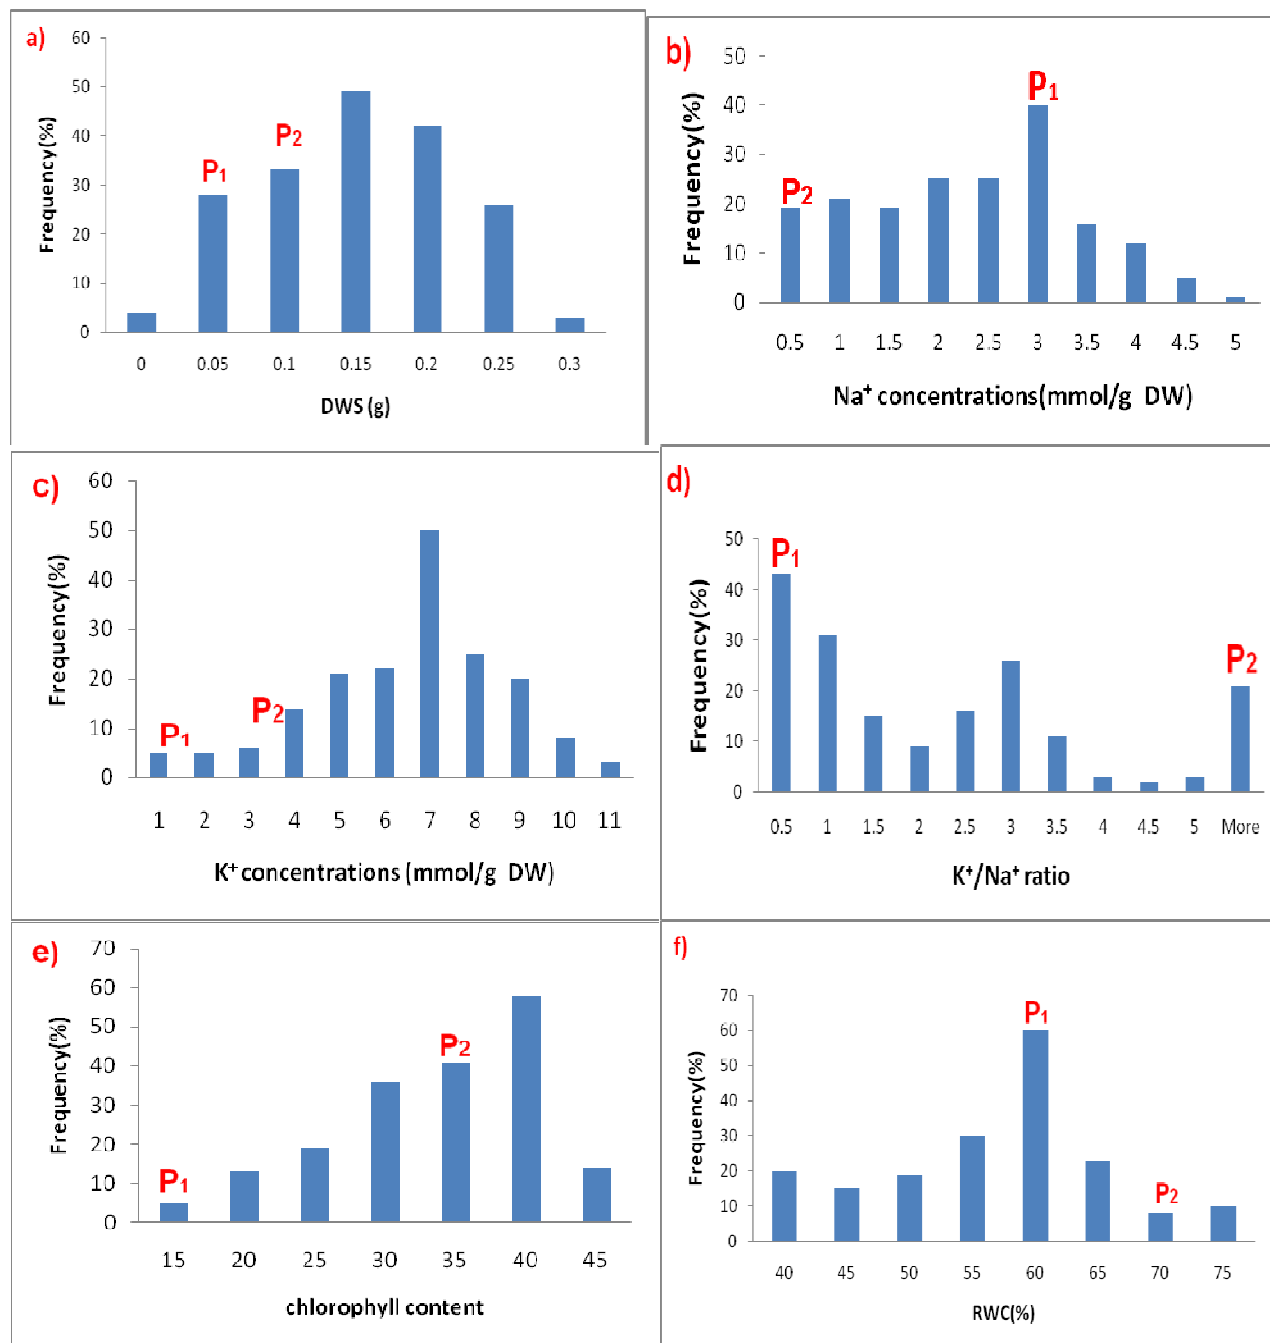 a)
60
50
40
30
20
10
0
Frequency(%)
P1
P2
0 0.05 0.1 0.15 0.2 0.25 0.3
DWS (g)
b)
50
40
30
20
10
0
Frequency(%)
P2
P1
0.5 1 1.5 2 2.5 3 3.5 4 4.5 5
Na+ concentrations(mmol/g DW)
c)
60
50
40
30
20
10
0
Frequency(%)
P1
P2
1 2 3 4 5 6 7 8 9 10 11
K+ concentrations (mmol/g DW)
d)
50
40
30
20
10
0
Frequency(%)
P1
P2
0.5 1 1.5 2 2.5 3 3.5 4 4.5 5 More
K+/Na+ ratio
e)
70
60
50
40
30
20
10
0
Frequency(%)
P1
P2
15 20 25 30 35 40 45
chlorophyll content
f)
70
60
50
40
30
20
10
0
Frequency(%)
P1
P2
40 45 50 55 60 65 70 75
RWC(%)